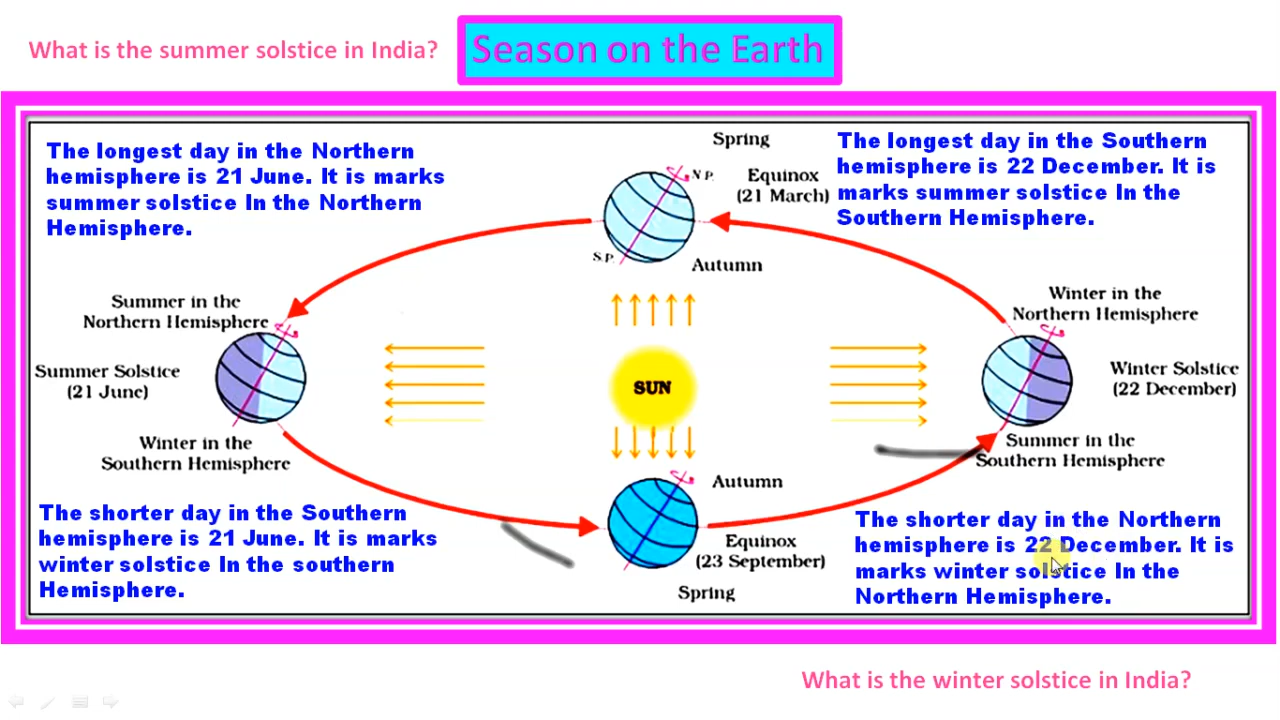 What is the summer solstice in India?
Season on the Earth
The longest day in the Northern
hemisphere is 21 June. It is marks
summer solstice In the Northern
Hemisphere.
Spring
N.P.
Equinox
(21 March)
S.P.
Autumn
The longest day in the Southern
hemisphere is 22 December. It is
marks summer solstice In the
Southern Hemisphere.
Summer in the
Northern Hemisphere
Summer Solstice
(21 June)
Winter in the
Southern Hemisphere
SUN
Winter in the
Northern Hemisphere
Winter Solstice
(22 December)
Summer in the
Southern Hemisphere
The shorter day in the Southern
hemisphere is 21 June. It is marks
winter solstice In the southern
Hemisphere.
Autumn
Equinox
(23 September)
Spring
The shorter day in the Northern
hemisphere is 22 December. It is
marks winter solstice In the
Northern Hemisphere.
What is the winter solstice in India?